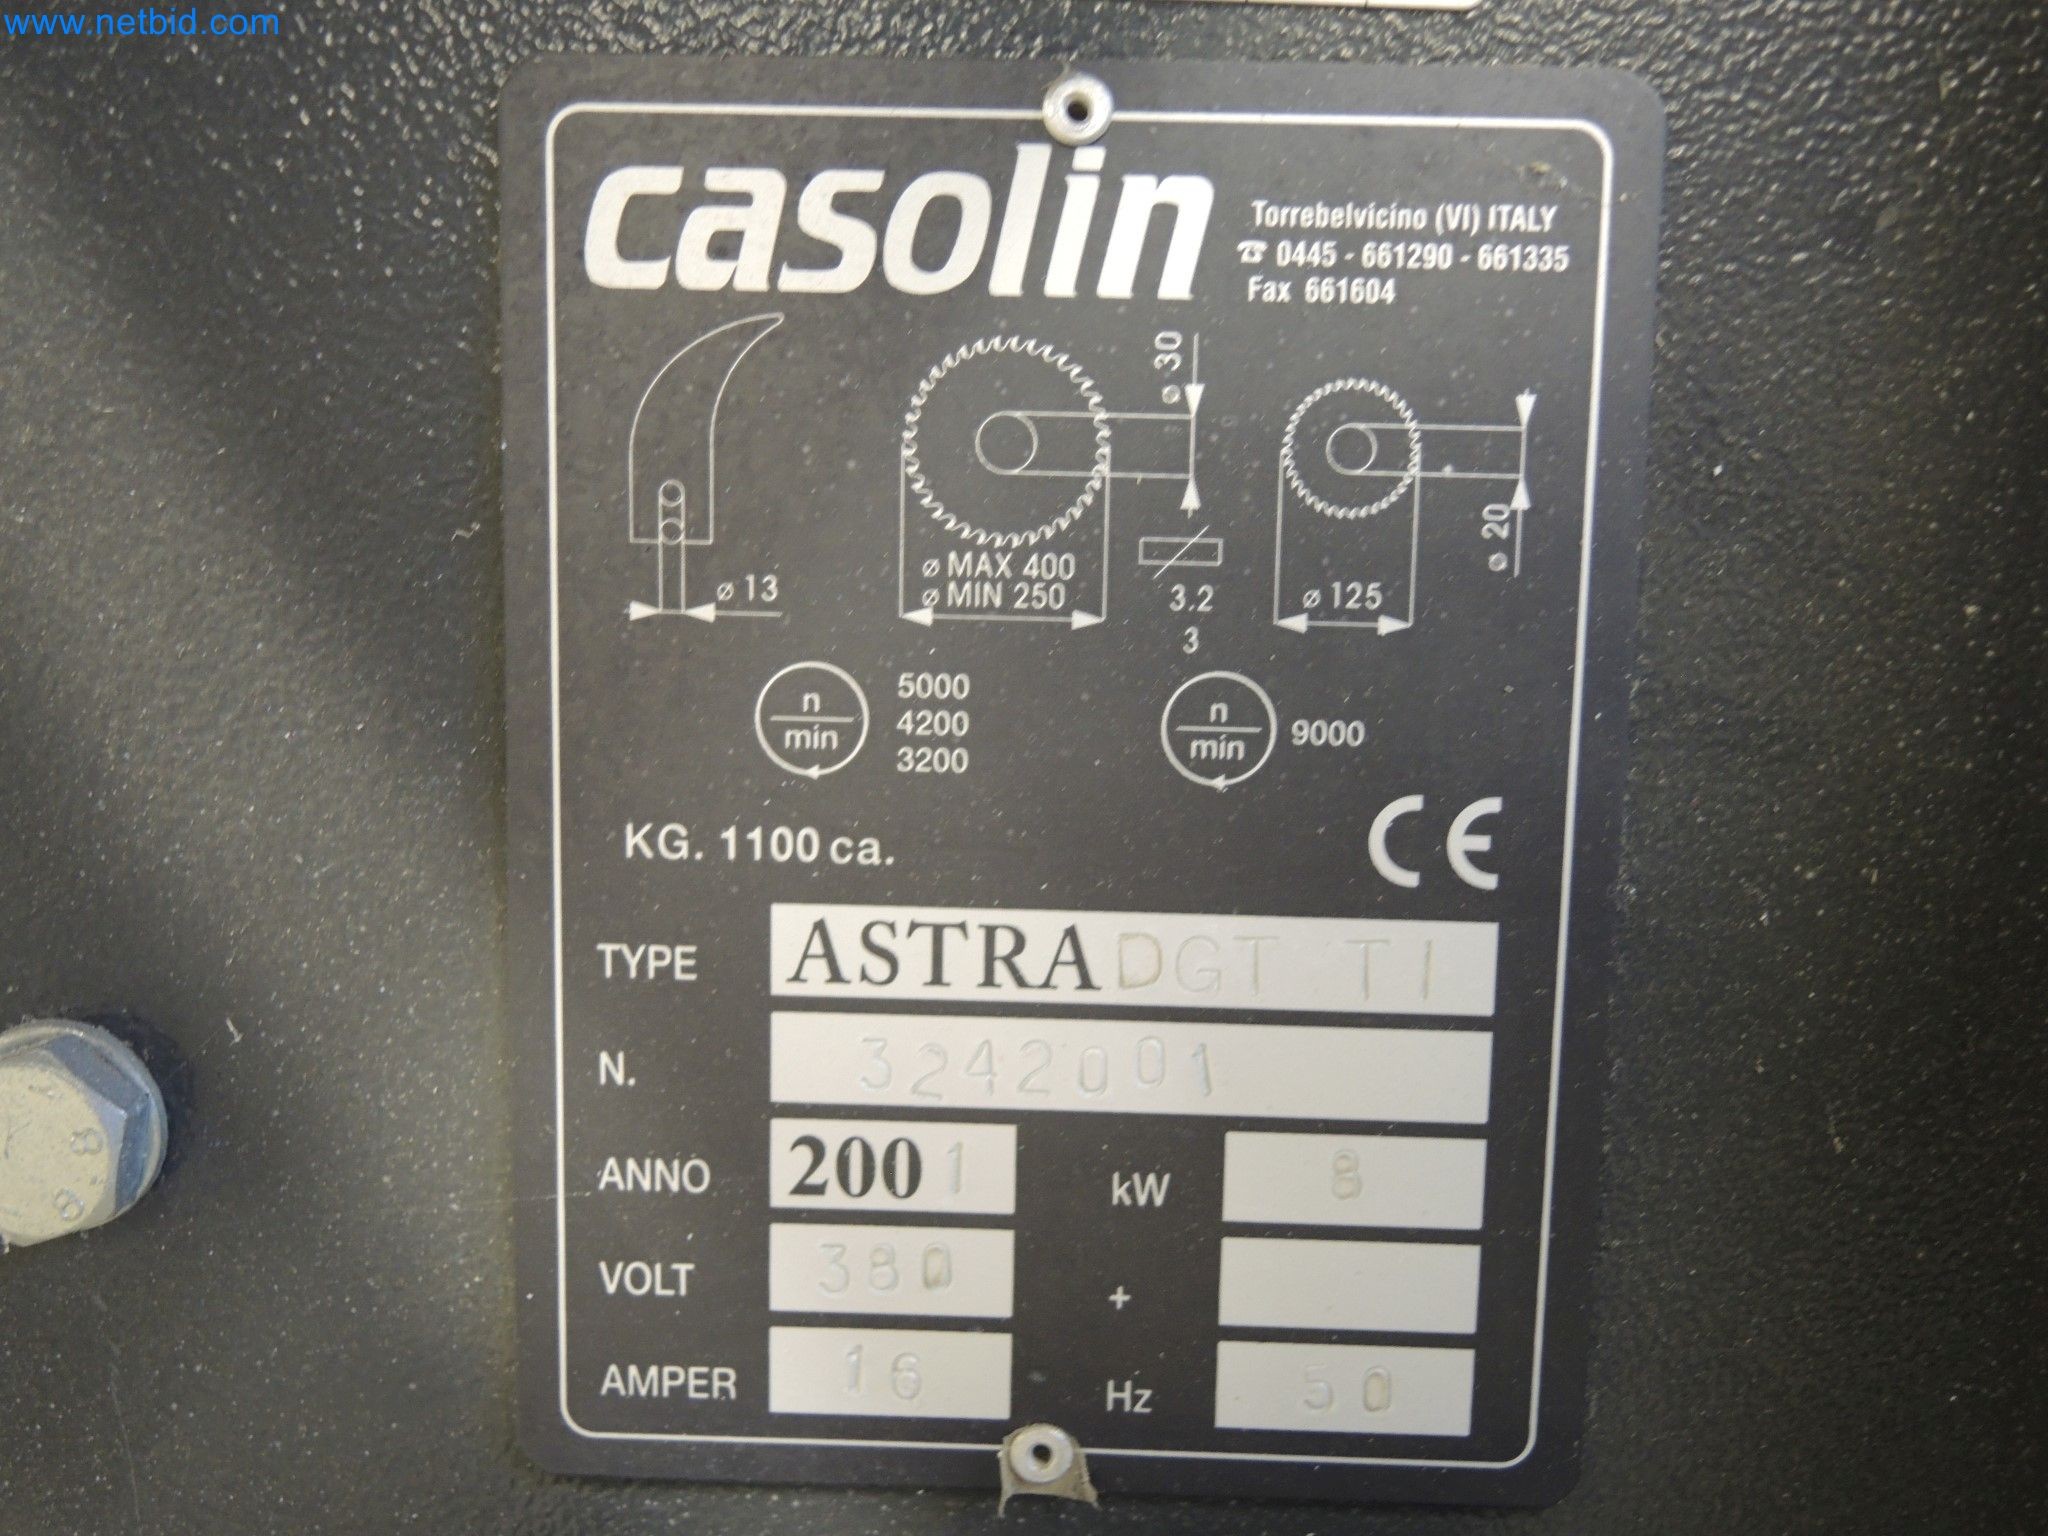 www.netbid.com
casolin
Torrebelvicino (VI) ITALY
☎ 0445 - 661290 - 661335
Fax 661604
ø 30
ø 20
ø 13
ø MAX 400
ø MIN 250
3.2
3
ø 125
n
min
5000
4200
3200
n
min
9000
KG. 1100 ca.
CE
TYPE ASTRA DGT TI
N. 3242001
ANNO 2001 kW 8
VOLT 380 +
AMPER 16 Hz 50
8
8